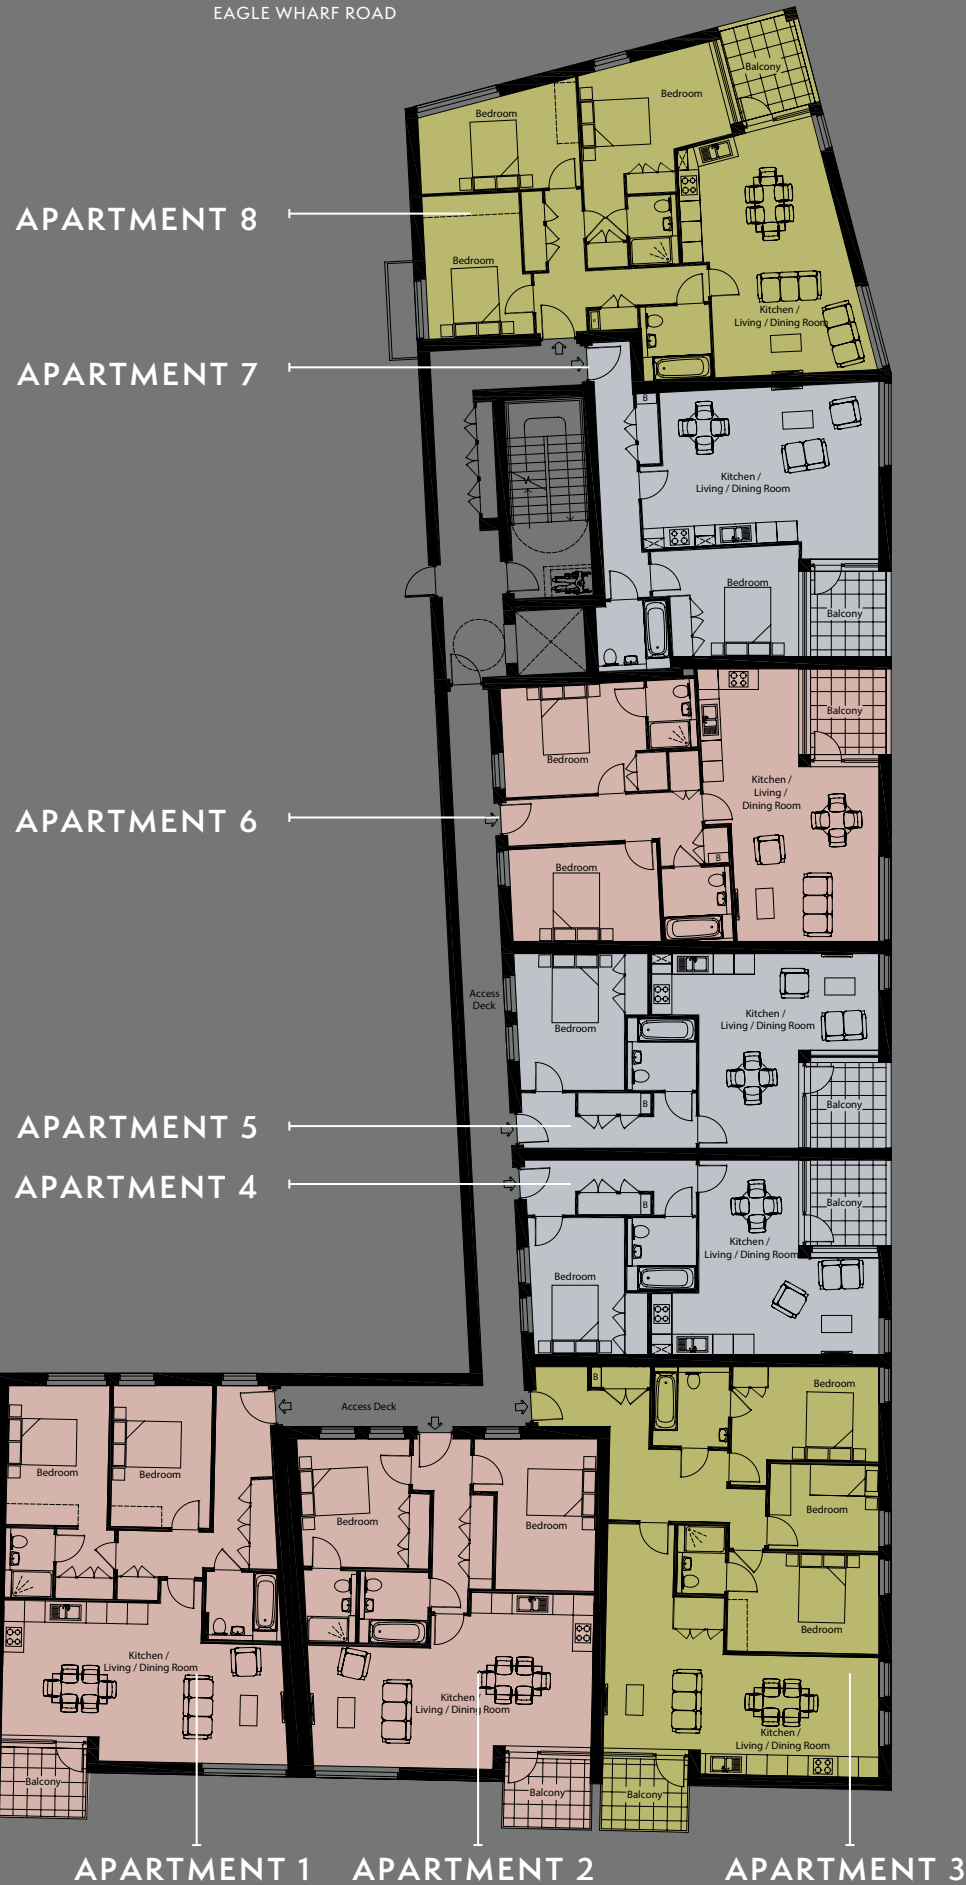 EAGLE WHARF ROAD
Balcony
Bedroom
Bedroom
APARTMENT 8
Bedroom
Kitchen /
Living / Dining Room
B
APARTMENT 7
B
Kitchen /
Living / Dining Room
Bedroom
Balcony
Balcony
Bedroom
Kitchen /
Living /
Dining Room
APARTMENT 6
B
Bedroom
Access
Deck
Bedroom
Kitchen /
Living / Dining Room
Balcony
B
APARTMENT 5
APARTMENT 4
B
Balcony
Kitchen /
Living / Dining Room
Bedroom
B
Bedroom
Access Deck
Bedroom
Bedroom
Bedroom
Bedroom
Bedroom
Bedroom
Kitchen /
Living / Dining Room
Kitchen /
Living / Dining Room
Kitchen /
Living / Dining Room
Balcony
Balcony
Balcony
APARTMENT 1
APARTMENT 2
APARTMENT 3